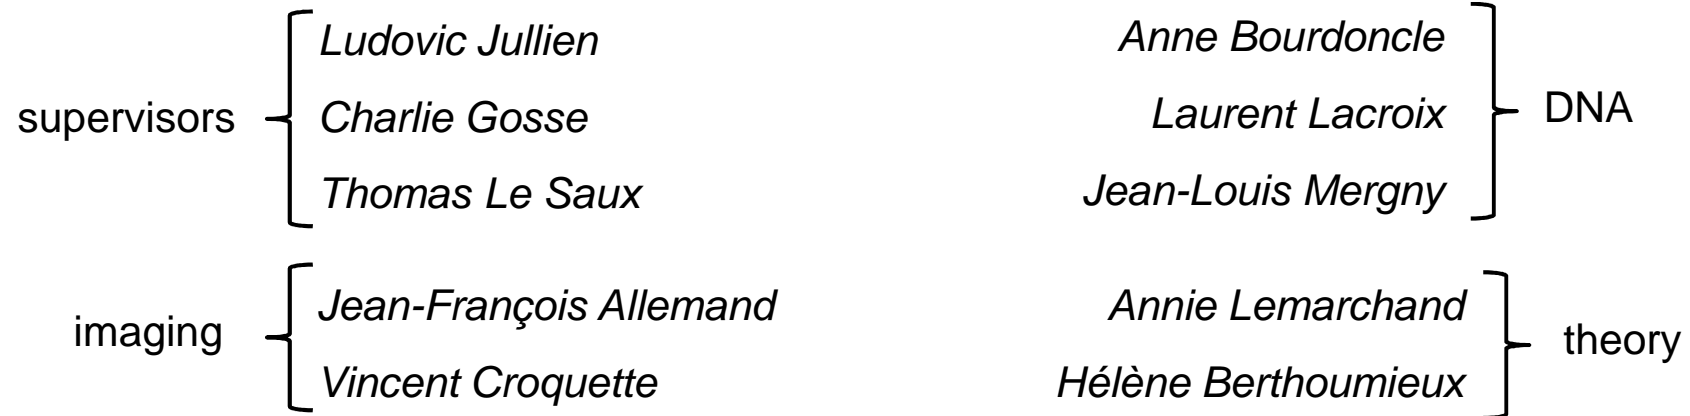 supervisors
Ludovic Jullien
Charlie Gosse
Thomas Le Saux
Anne Bourdoncle
Laurent Lacroix
Jean-Louis Mergny
DNA
imaging
Jean-François Allemand
Vincent Croquette
Annie Lemarchand
Hélène Berthoumieux
theory